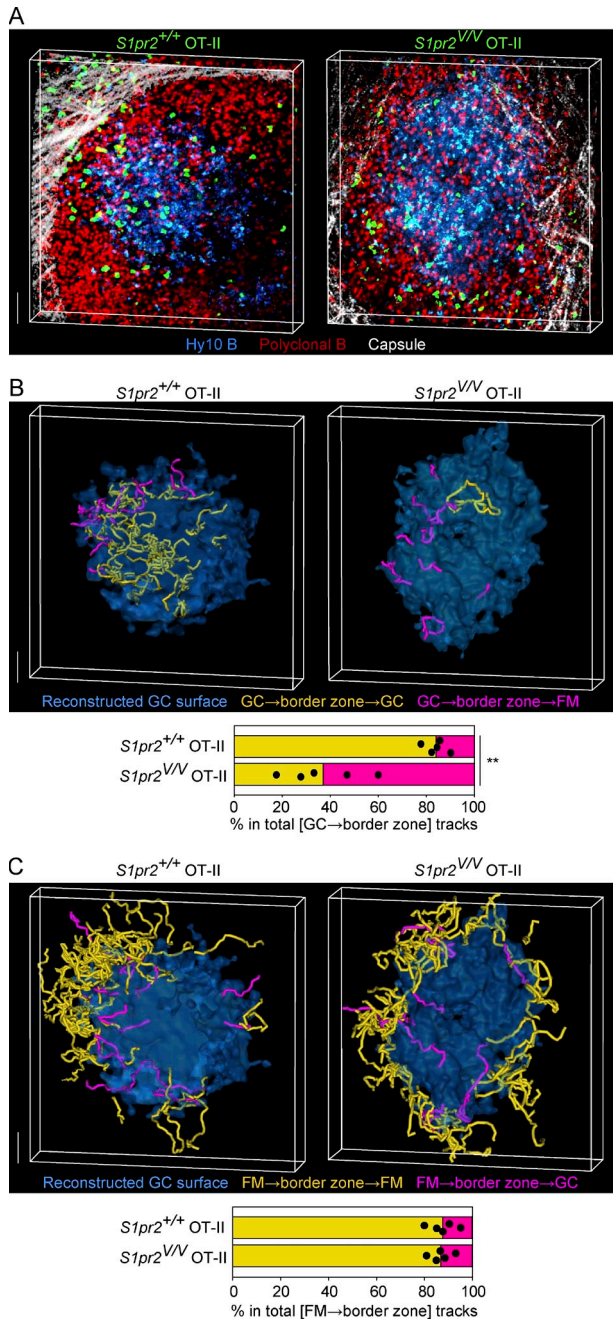 A
S1pr2+/+ OT-II S1pr2V/V OT-II
Hy10 B Polyclonal B Capsule
B
S1pr2+/+ OT-II S1pr2V/V OT-II
Reconstructed GC surface GC→border zone→GC GC→border zone→FM
S1pr2+/+ OT-II
**
S1pr2V/V OT-II
0 20 40 60 80 100
% in total [GC→border zone] tracks
C
S1pr2+/+ OT-II S1pr2V/V OT-II
Reconstructed GC surface FM→border zone→FM FM→border zone→GC
S1pr2+/+ OT-II
S1pr2V/V OT-II
0 20 40 60 80 100
% in total [FM→border zone] tracks